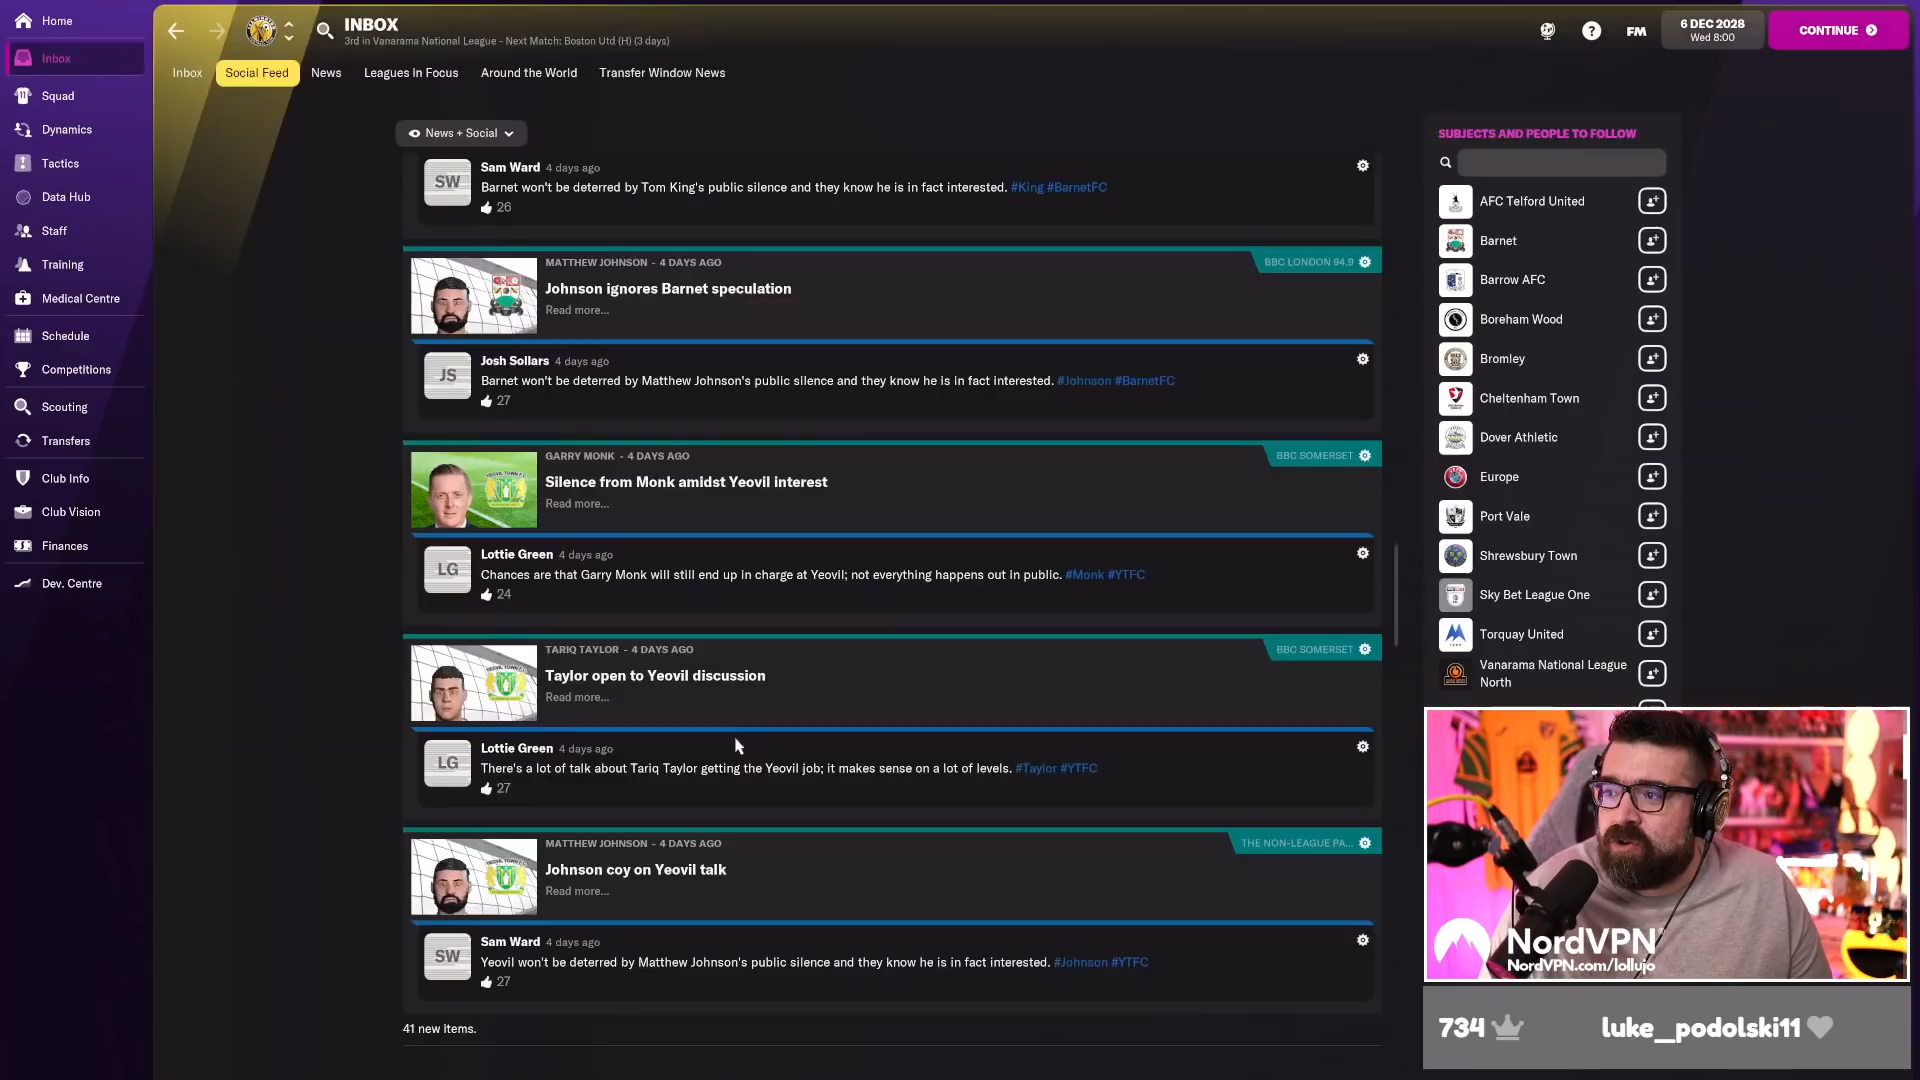 Home
INBOX
3rd in Vanarama National League - Next Match: Boston Utd (H) (3 days)
FM
6 DEC 2028
Wed 8:00
CONTINUE
Inbox
Inbox
Social Feed
News
Leagues in Focus
Around the World
Transfer Window News
Squad
Dynamics
Tactics
Data Hub
Staff
Training
Medical Centre
Schedule
Competitions
Scouting
Transfers
Club Info
Club Vision
Finances
Dev. Centre
News + Social
SW
Sam Ward 4 days ago
Barnet won't be deterred by Tom King's public silence and they know he is in fact interested. #King #BarnetFC
26
MATTHEW JOHNSON - 4 DAYS AGO
BBC LONDON 94.9
Johnson ignores Barnet speculation
Read more...
JS
Josh Sollars 4 days ago
Barnet won't be deterred by Matthew Johnson's public silence and they know he is in fact interested. #Johnson #BarnetFC
27
GARRY MONK - 4 DAYS AGO
BBC SOMERSET
Silence from Monk amidst Yeovil interest
Read more...
LG
Lottie Green 4 days ago
Chances are that Garry Monk will still end up in charge at Yeovil; not everything happens out in public. #Monk #YTFC
24
TARIQ TAYLOR - 4 DAYS AGO
BBC SOMERSET
Taylor open to Yeovil discussion
Read more...
LG
Lottie Green 4 days ago
There's a lot of talk about Tariq Taylor getting the Yeovil job; it makes sense on a lot of levels. #Taylor #YTFC
27
MATTHEW JOHNSON - 4 DAYS AGO
THE NON-LEAGUE PA...
Johnson coy on Yeovil talk
Read more...
SW
Sam Ward 4 days ago
Yeovil won't be deterred by Matthew Johnson's public silence and they know he is in fact interested. #Johnson #YTFC
27
41 new items.
SUBJECTS AND PEOPLE TO FOLLOW
AFC Telford United
Barnet
Barrow AFC
Boreham Wood
Bromley
Cheltenham Town
Dover Athletic
Europe
Port Vale
Shrewsbury Town
Sky Bet League One
Torquay United
Vanarama National League
North
NordVPN
NordVPN.com/lollujo
734
luke_podolski11